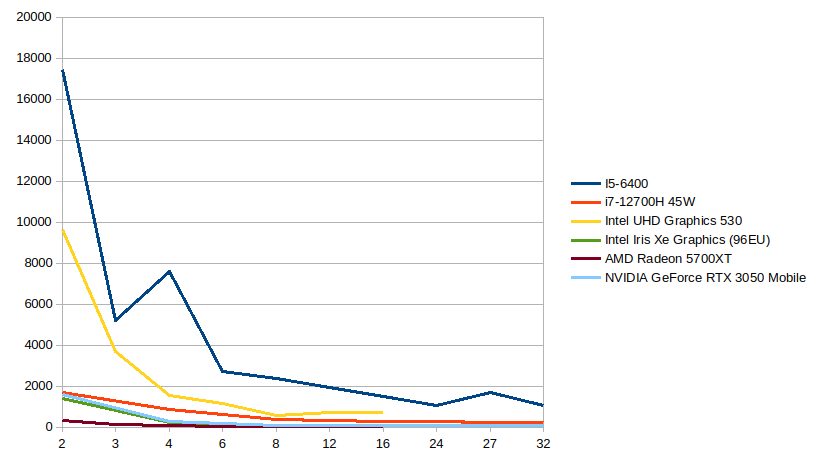 20000
18000
16000
14000
12000
10000
8000
6000
4000
2000
0
2 3 4 6 8 12 16 24 27 32
I5-6400
i7-12700H 45W
Intel UHD Graphics 530
Intel Iris Xe Graphics (96EU)
AMD Radeon 5700XT
NVIDIA GeForce RTX 3050 Mobile